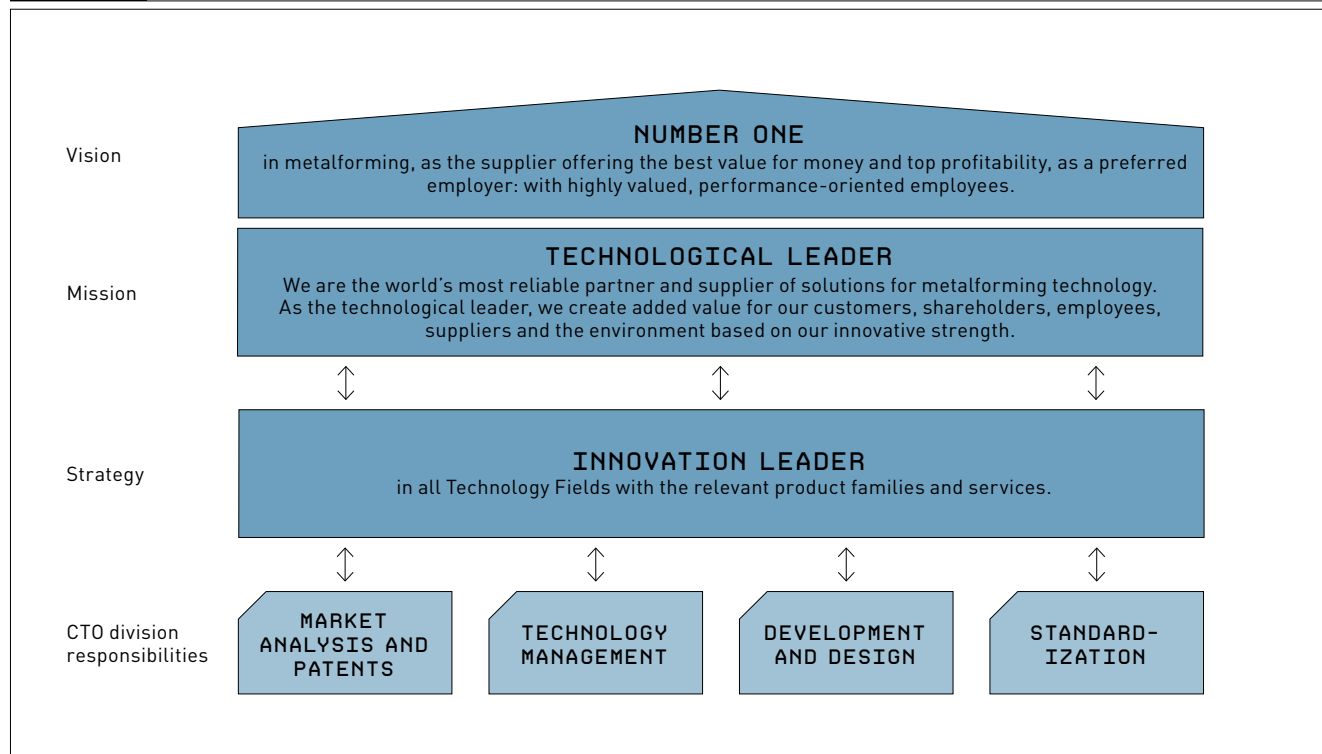 Vision
NUMBER ONE
in metalforming, as the supplier offering the best value for money and top profitability, as a preferred
employer: with highly valued, performance-oriented employees.
Mission
TECHNOLOGICAL LEADER
We are the world's most reliable partner and supplier of solutions for metalforming technology.
As the technological leader, we create added value for our customers, shareholders, employees,
suppliers and the environment based on our innovative strength.
Strategy
INNOVATION LEADER
in all Technology Fields with the relevant product families and services.
CTO division
responsibilities
MARKET
ANALYSIS AND
PATENTS
TECHNOLOGY
MANAGEMENT
DEVELOPMENT
AND DESIGN
STANDARD-
IZATION